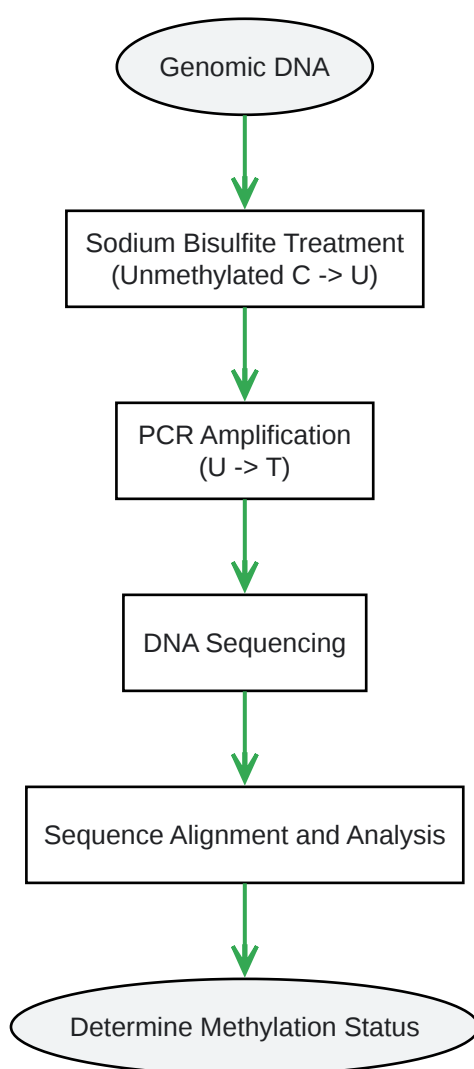 Genomic DNA
Sodium Bisulfite Treatment
(Unmethylated C -> U)
PCR Amplification
(U -> T)
DNA Sequencing
Sequence Alignment and Analysis
Determine Methylation Status